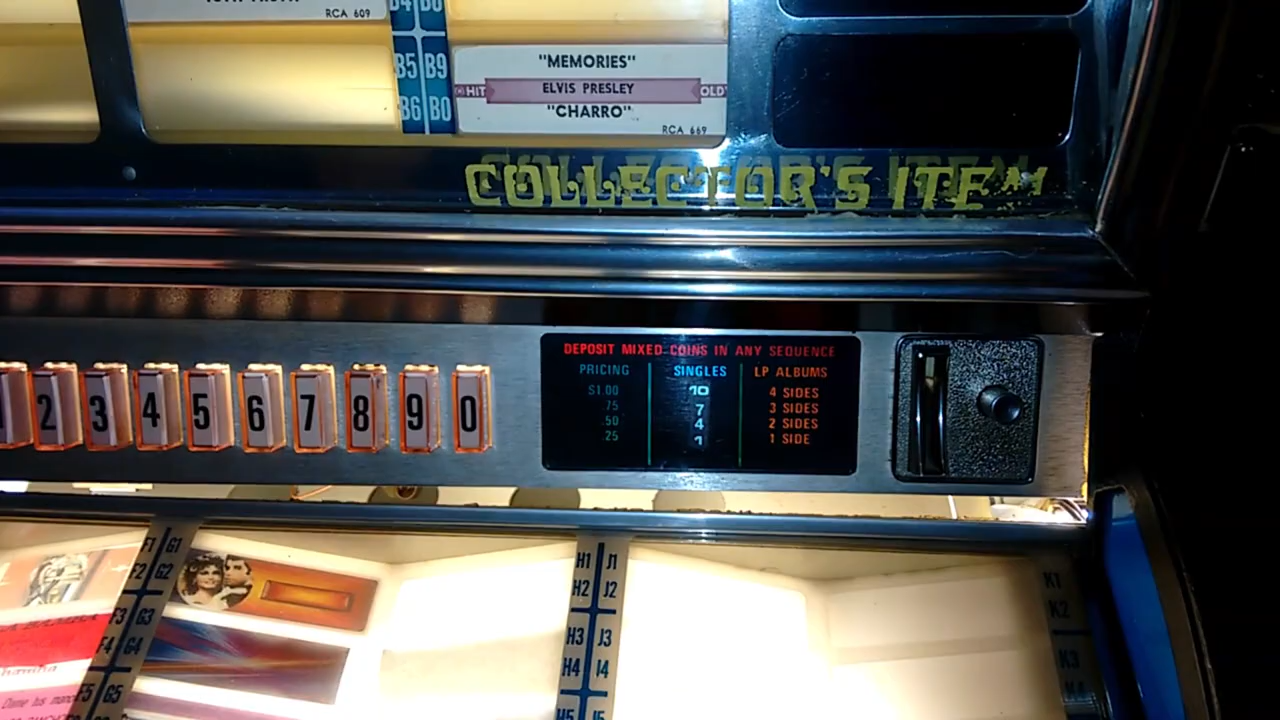 RCA 609
B5 B9
B6 B0
"MEMORIES"
HIT ELVIS PRESLEY OLD
"CHARRO"
RCA 669
COLLECTOR'S ITEM
2 3 4 5 6 7 8 9 0
DEPOSIT MIXED COINS IN ANY SEQUENCE
PRICING SINGLES LP ALBUMS
$1.00 10 4 SIDES
.75 7 3 SIDES
.50 4 2 SIDES
.25 1 1 SIDE
F1 G1
F2 G2
F3 G3
F4 G4
F5 G5
H1 J1
H2 J2
H3 J3
H4 J4
H5 J5
K1
K2
K3
K4